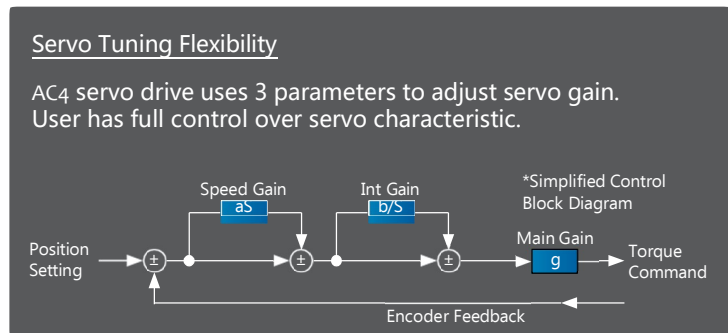 Servo Tuning Flexibility
AC4 servo drive uses 3 parameters to adjust servo gain.
User has full control over servo characteristic.
*Simplified Control
Block Diagram
Speed Gain
aS
Int Gain
b/S
Main Gain
g
Position
Setting
±
±
±
Torque
Command
Encoder Feedback